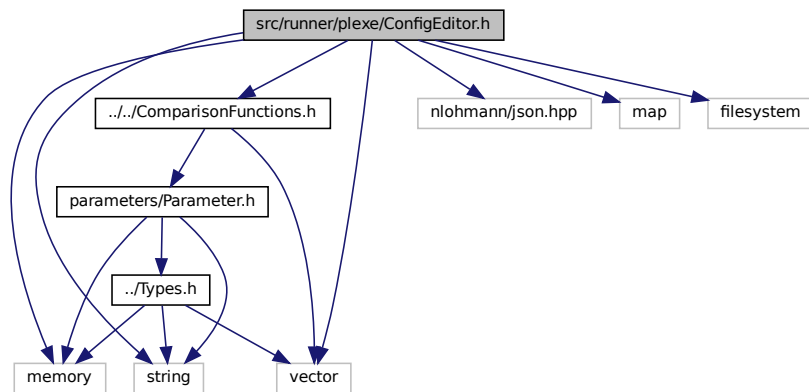 src/runner/plexe/ConfigEditor.h
../../ComparisonFunctions.h
nlohmann/json.hpp
map
filesystem
parameters/Parameter.h
../Types.h
memory
string
vector